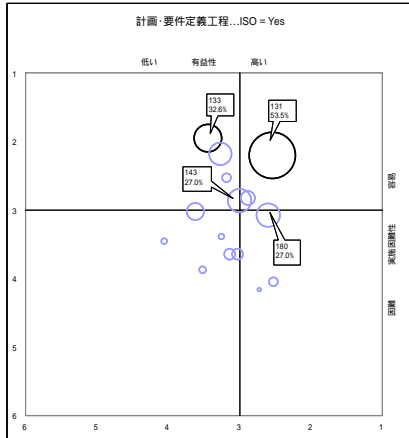 計画・要件定義工程…ISO = Yes
低い 有益性 高い
1
133
32.6%
131
53.5%
2
容易
143
27.0%
3
180
27.0%
実施困難性
4
困難
5
6
6 5 4 3 2 1